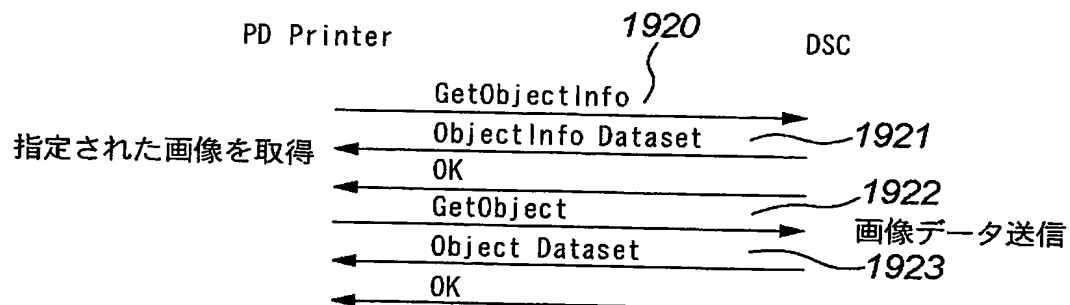 PD Printer
1920
DSC
GetObjectInfo
指定された画像を取得
ObjectInfo Dataset
1921
OK
1922
GetObject
画像データ送信
Object Dataset
1923
OK